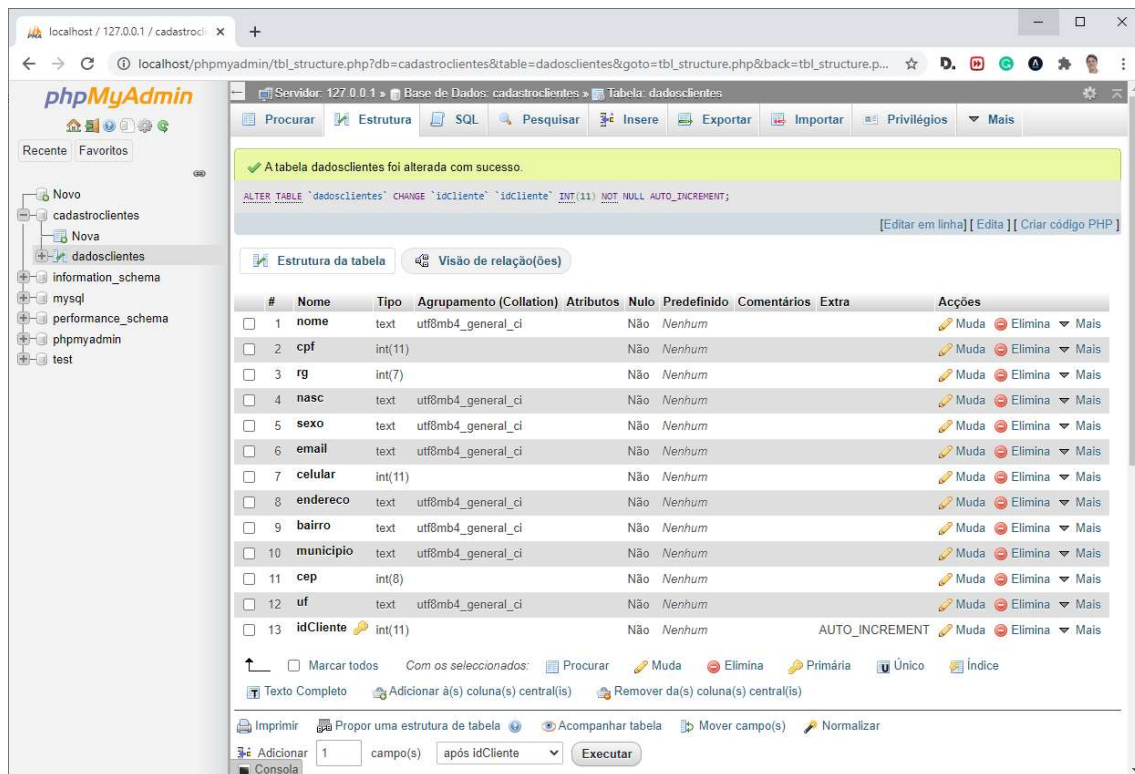 localhost / 127.0.0.1 / cadastrocli
localhost/phpmyadmin/tbl_structure.php?db=cadastroclientes&table=dadosclientes&goto=tbl_structure.php&back=tbl_structure.p...
phpMyAdmin
Recente Favoritos
Novo
cadastroclientes
Nova
dadosclientes
information_schema
mysql
performance_schema
phpmyadmin
test
Servidor: 127.0.0.1 » Base de Dados: cadastroclientes » Tabela: dadosclientes
Procurar Estrutura SQL Pesquisar Insere Exportar Importar Privilégios Mais
A tabela dadosclientes foi alterada com sucesso.
ALTER TABLE `dadosclientes` CHANGE `idCliente` `idCliente` INT(11) NOT NULL AUTO_INCREMENT;
[Editar em linha] [ Edita ] [ Criar código PHP ]
Estrutura da tabela Visão de relação(ões)
# Nome Tipo Agrupamento (Collation) Atributos Nulo Predefinido Comentários Extra Acções
1 nome text utf8mb4_general_ci Não Nenhum Muda Elimina Mais
2 cpf int(11) Não Nenhum Muda Elimina Mais
3 rg int(7) Não Nenhum Muda Elimina Mais
4 nasc text utf8mb4_general_ci Não Nenhum Muda Elimina Mais
5 sexo text utf8mb4_general_ci Não Nenhum Muda Elimina Mais
6 email text utf8mb4_general_ci Não Nenhum Muda Elimina Mais
7 celular int(11) Não Nenhum Muda Elimina Mais
8 endereco text utf8mb4_general_ci Não Nenhum Muda Elimina Mais
9 bairro text utf8mb4_general_ci Não Nenhum Muda Elimina Mais
10 municipio text utf8mb4_general_ci Não Nenhum Muda Elimina Mais
11 cep int(8) Não Nenhum Muda Elimina Mais
12 uf text utf8mb4_general_ci Não Nenhum Muda Elimina Mais
13 idCliente int(11) Não Nenhum AUTO_INCREMENT Muda Elimina Mais
Marcar todos Com os seleccionados: Procurar Muda Elimina Primária Único Índice
Texto Completo Adicionar à(s) coluna(s) central(is) Remover da(s) coluna(s) central(is)
Imprimir Propor uma estrutura de tabela Acompanhar tabela Mover campo(s) Normalizar
Adicionar 1 campo(s) após idCliente Executar
Consola